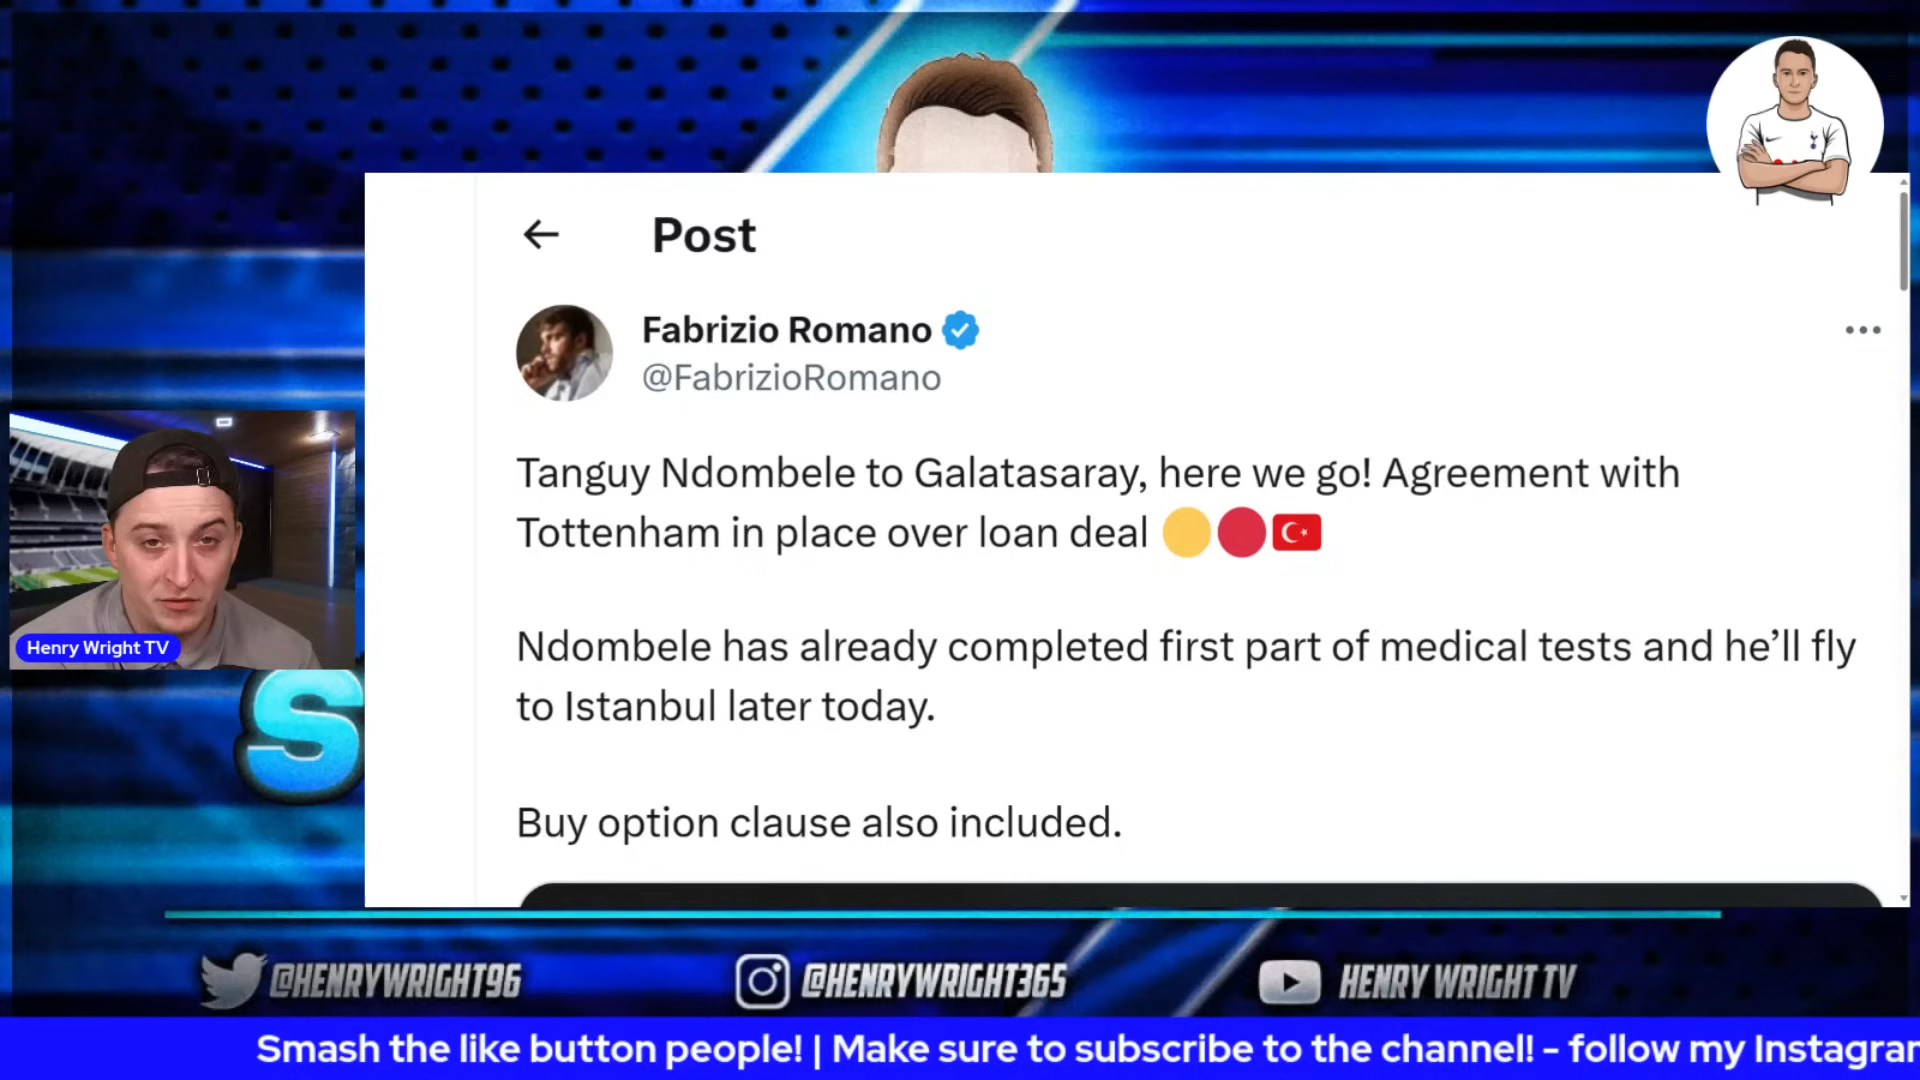 Post
Fabrizio Romano
@FabrizioRomano
Tanguy Ndombele to Galatasaray, here we go! Agreement with
Tottenham in place over loan deal
Ndombele has already completed first part of medical tests and he’ll fly
to Istanbul later today.
Buy option clause also included.
Henry Wright TV
S
@HENRYWRIGHT96
@HENRYWRIGHT365
HENRY WRIGHT TV
Smash the like button people! | Make sure to subscribe to the channel! - follow my Instagram